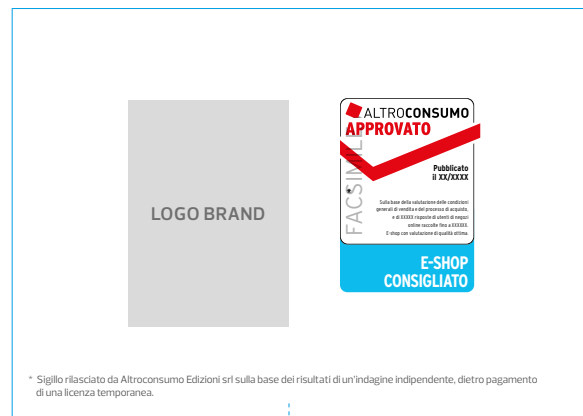 LOGO BRAND
ALTROCONSUMO
APPROVATO
FACSIMILE
*
Pubblicato
il XX/XXXX
Sulla base della valutazione delle condizioni
generali di vendita e del processo di acquisto,
e di XXXXX risposte di utenti di negozi
online raccolte fino a XXXXXX.
E-shop con valutazione di qualità ottima.
E-SHOP
CONSIGLIATO
* Sigillo rilasciato da Altroconsumo Edizioni srl sulla base dei risultati di un'indagine indipendente, dietro pagamento
di una licenza temporanea.